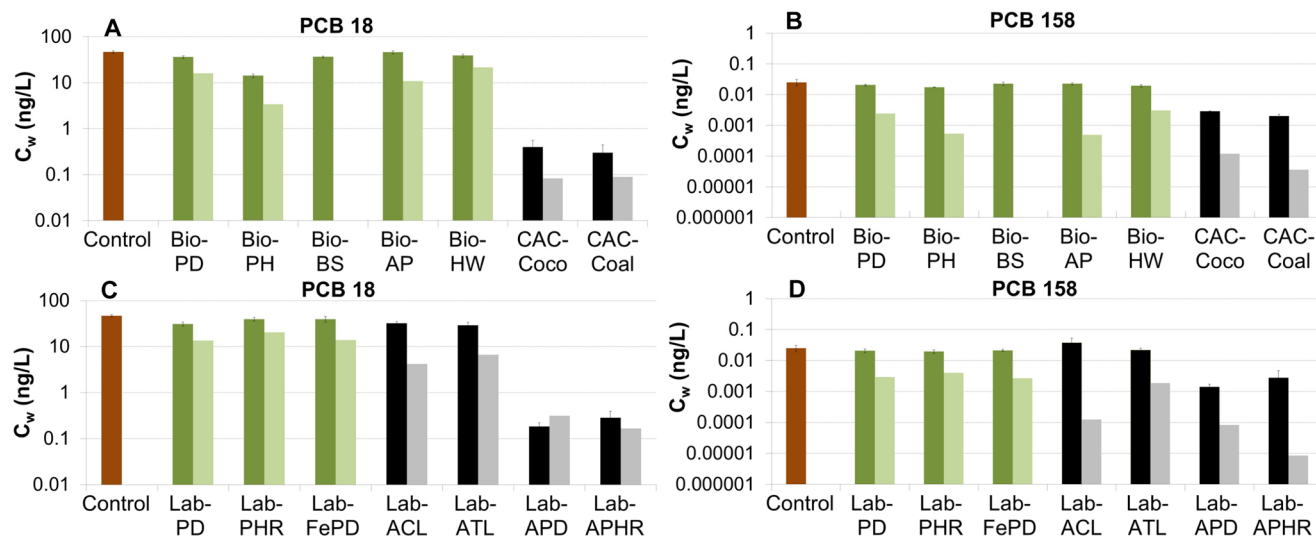 A
PCB 18
C_w (ng/L)
100
10
1
0.1
0.01
Control
Bio-
PD
Bio-
PH
Bio-
BS
Bio-
AP
Bio-
HW
CAC-
Coco
CAC-
Coal
B
PCB 158
C_w (ng/L)
1
0.1
0.01
0.001
0.0001
0.00001
0.000001
Control
Bio-
PD
Bio-
PH
Bio-
BS
Bio-
AP
Bio-
HW
CAC-
Coco
CAC-
Coal
C
PCB 18
C_w (ng/L)
100
10
1
0.1
0.01
Control
Lab-
PD
Lab-
PHR
Lab-
FePD
Lab-
ACL
Lab-
ATL
Lab-
APD
Lab-
APHR
D
PCB 158
C_w (ng/L)
1
0.1
0.01
0.001
0.0001
0.00001
0.000001
Control
Lab-
PD
Lab-
PHR
Lab-
FePD
Lab-
ACL
Lab-
ATL
Lab-
APD
Lab-
APHR